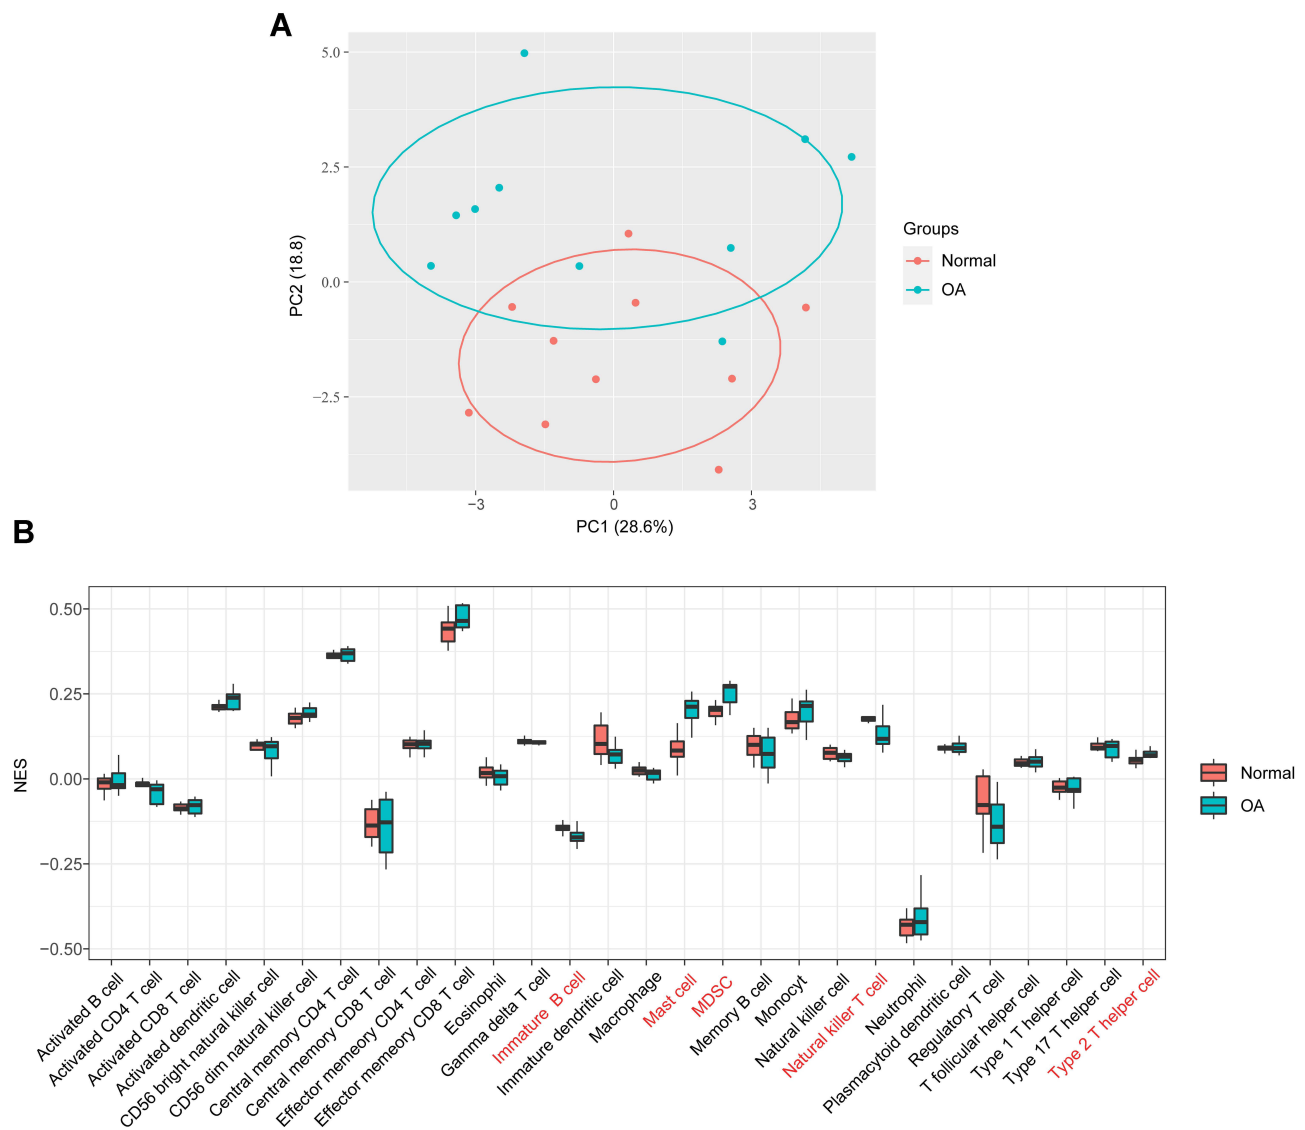 A
5.0
2.5
0.0
−2.5
PC2 (18.8)
−3
0
3
PC1 (28.6%)
Groups
Normal
OA
B
0.50
0.25
0.00
−0.25
−0.50
NES
Activated B cell
Activated CD4 T cell
Activated CD8 T cell
Activated dendritic cell
CD56 bright natural killer cell
CD56 dim natural killer cell
Central memory CD4 T cell
Central memory CD8 T cell
Effector memeory CD4 T cell
Effector memeory CD8 T cell
Eosinophil
Gamma delta T cell
Immature  B cell
Immature dendritic cell
Macrophage
Mast cell
MDSC
Memory B cell
Monocyt
Natural killer cell
Natural killer T cell
Neutrophil
Plasmacytoid dendritic cell
Regulatory T cell
T follicular helper cell
Type 1 T helper cell
Type 17 T helper cell
Type 2 T helper cell
Normal
OA